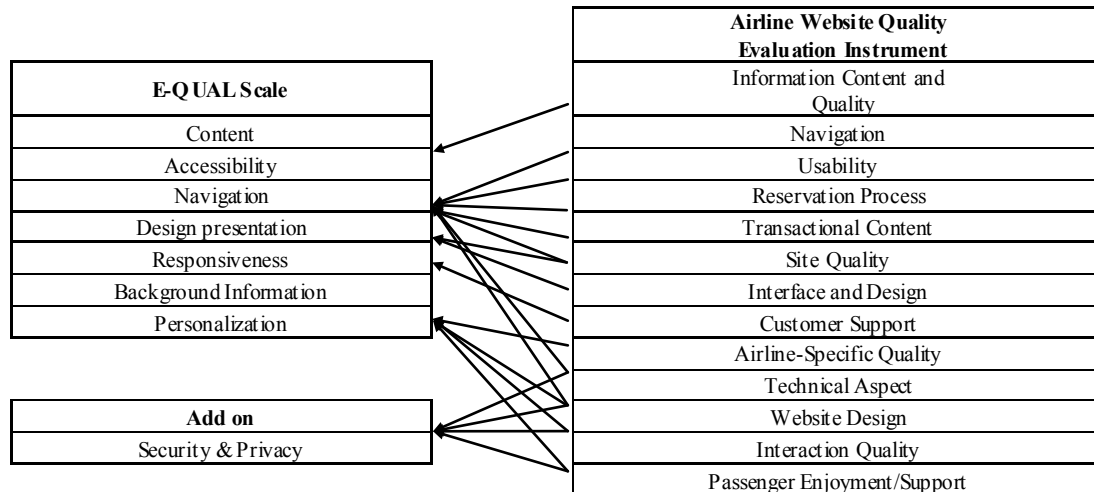 Airline Website Quality
Evaluation Instrument
E-QUAL Scale
Information Content and
Quality
Content
Navigation
Accessibility
Usability
Navigation
Reservation Process
Design presentation
Transactional Content
Responsiveness
Site Quality
Background Information
Interface and Design
Personalization
Customer Support
Airline-Specific Quality
Technical Aspect
Add on
Website Design
Security & Privacy
Interaction Quality
Passenger Enjoyment/Support